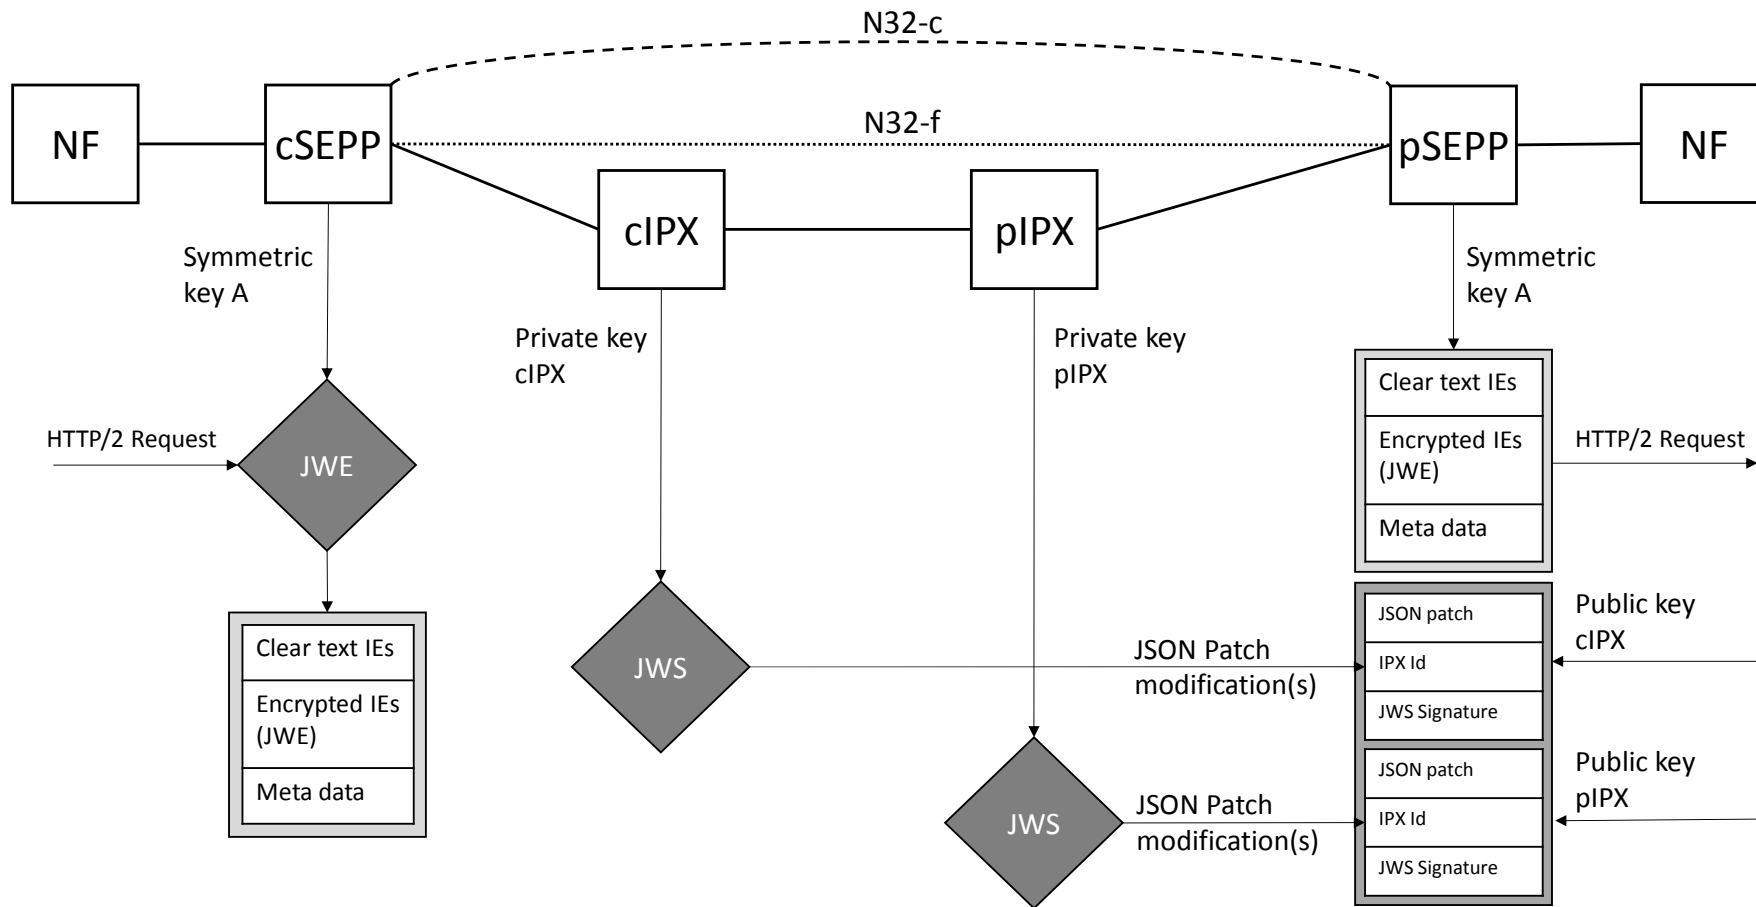 N32-c
N32-f
NF
cSEPP
pSEPP
NF
cIPX
pIPX
Symmetric
key A
Symmetric
key A
Private key
cIPX
Private key
pIPX
HTTP/2 Request
JWE
Clear text IEs
Encrypted IEs
(JWE)
Meta data
HTTP/2 Request
Clear text IEs
Encrypted IEs
(JWE)
Meta data
JWS
JSON Patch
modification(s)
JSON patch
IPX Id
JWS Signature
Public key
cIPX
JWS
JSON Patch
modification(s)
JSON patch
IPX Id
JWS Signature
Public key
pIPX